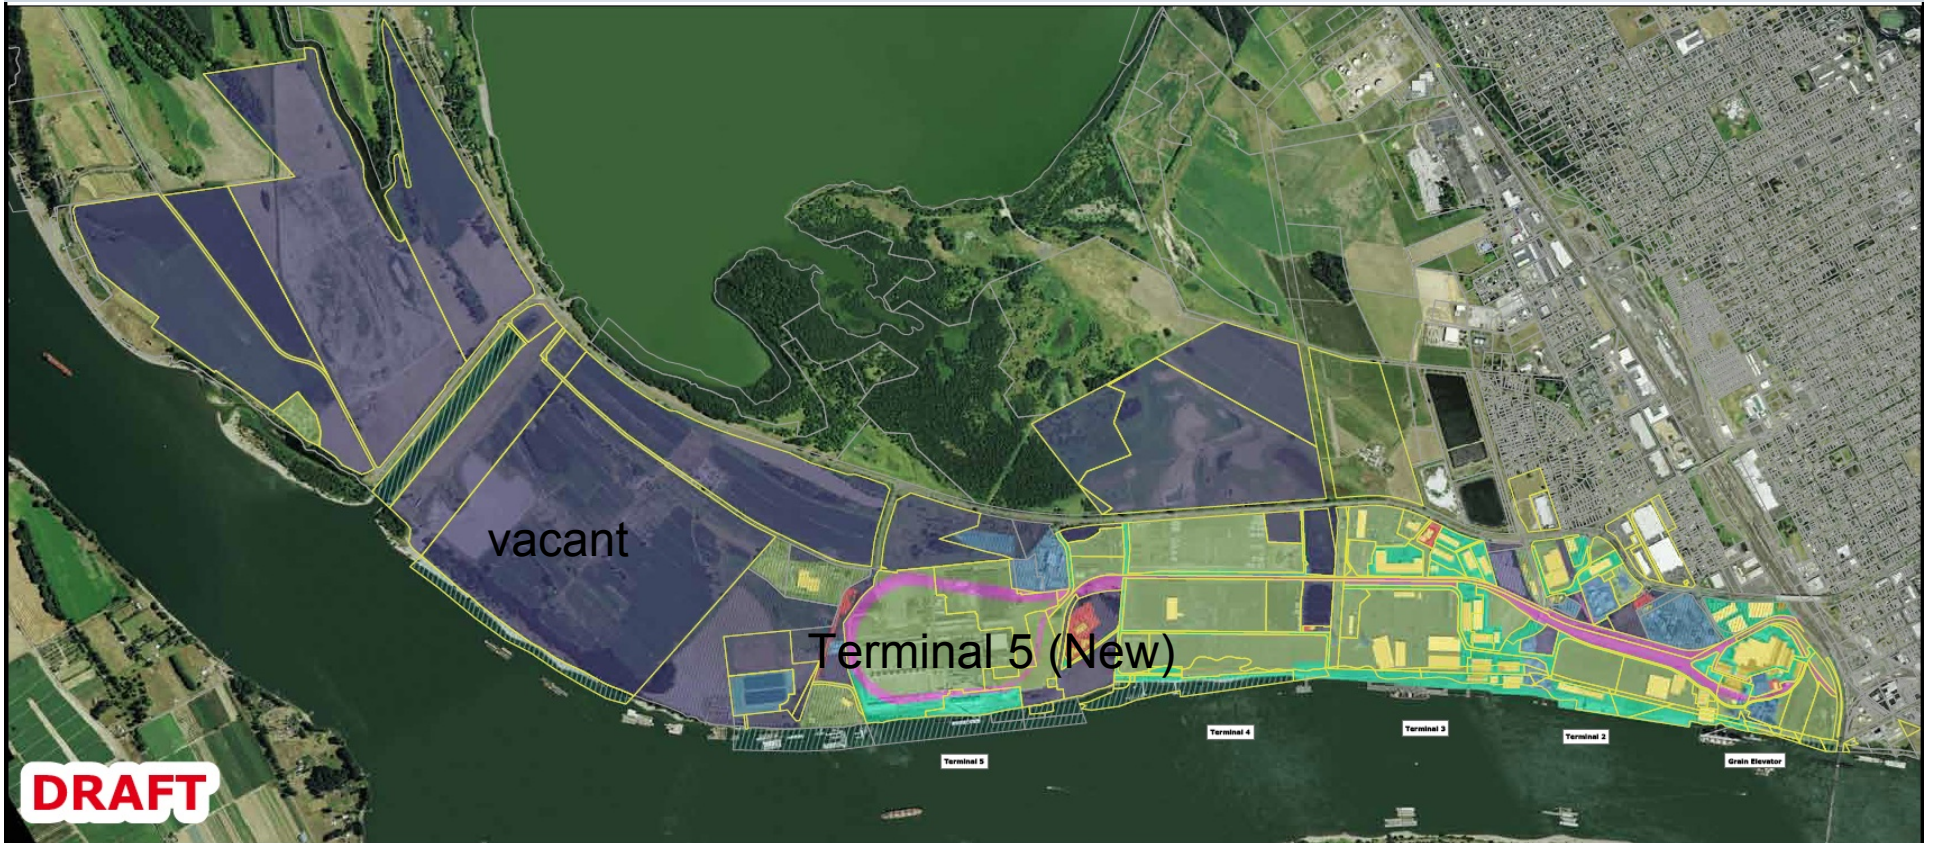 vacant
Terminal 5 (New)
Terminal 5
Terminal 4
Terminal 3
Terminal 2
Grain Elevator
DRAFT